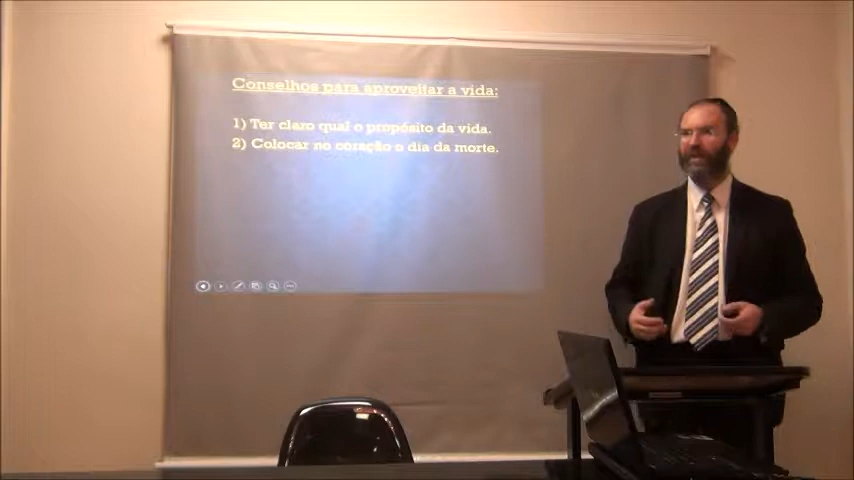 Conselhos para aproveitar a vida:
1) Ter claro qual o propósito da vida.
2) Colocar no coração o dia da morte.